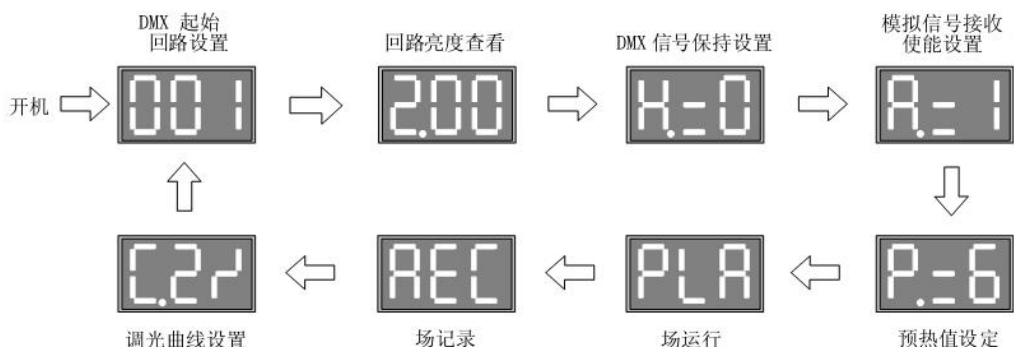 DMX 起始
回路设置
回路亮度查看
DMX 信号保持设置
模拟信号接收
使能设置
开机
001
2.00
H.-0
A.-1
C.2r
AEC
PLA
P.-6
调光曲线设置
场记录
场运行
预热值设定